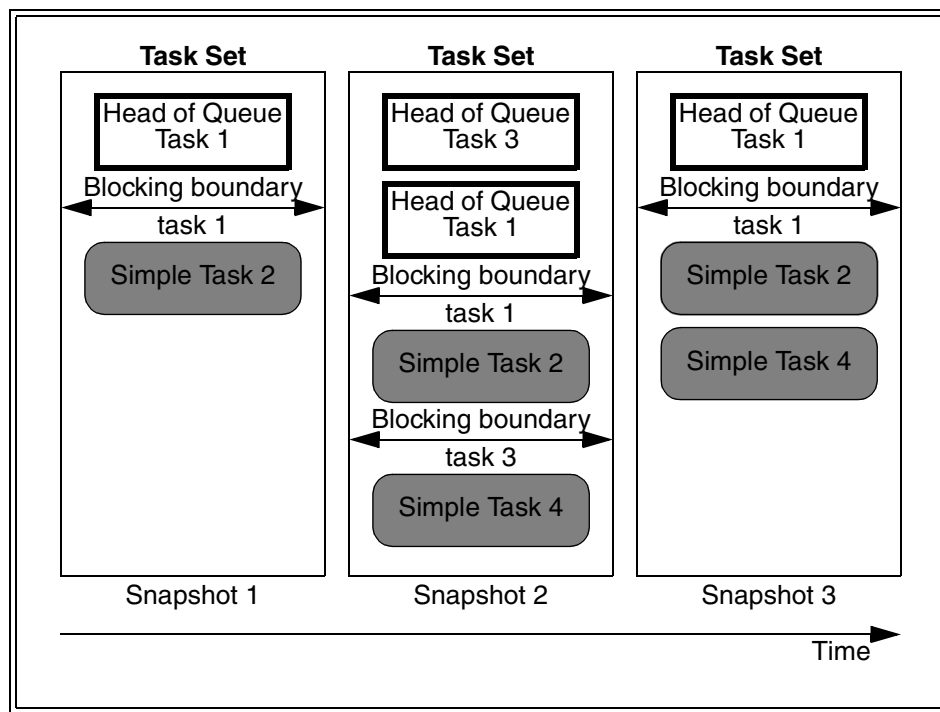 Task Set
Head of Queue
Task 1
Blocking boundary
task 1
Simple Task 2
Snapshot 1
Task Set
Head of Queue
Task 3
Head of Queue
Task 1
Blocking boundary
task 1
Simple Task 2
Blocking boundary
task 3
Simple Task 4
Snapshot 2
Task Set
Head of Queue
Task 1
Blocking boundary
task 1
Simple Task 2
Simple Task 4
Snapshot 3
Time